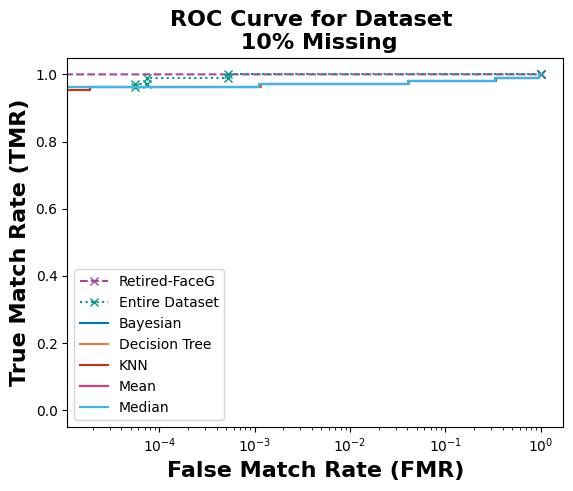 ROC Curve for Dataset
10% Missing
True Match Rate (TMR)
1.0
0.8
0.6
0.4
0.2
0.0
Retired-FaceG
Entire Dataset
Bayesian
Decision Tree
KNN
Mean
Median
10⁻⁴
10⁻³
10⁻²
10⁻¹
10⁰
False Match Rate (FMR)